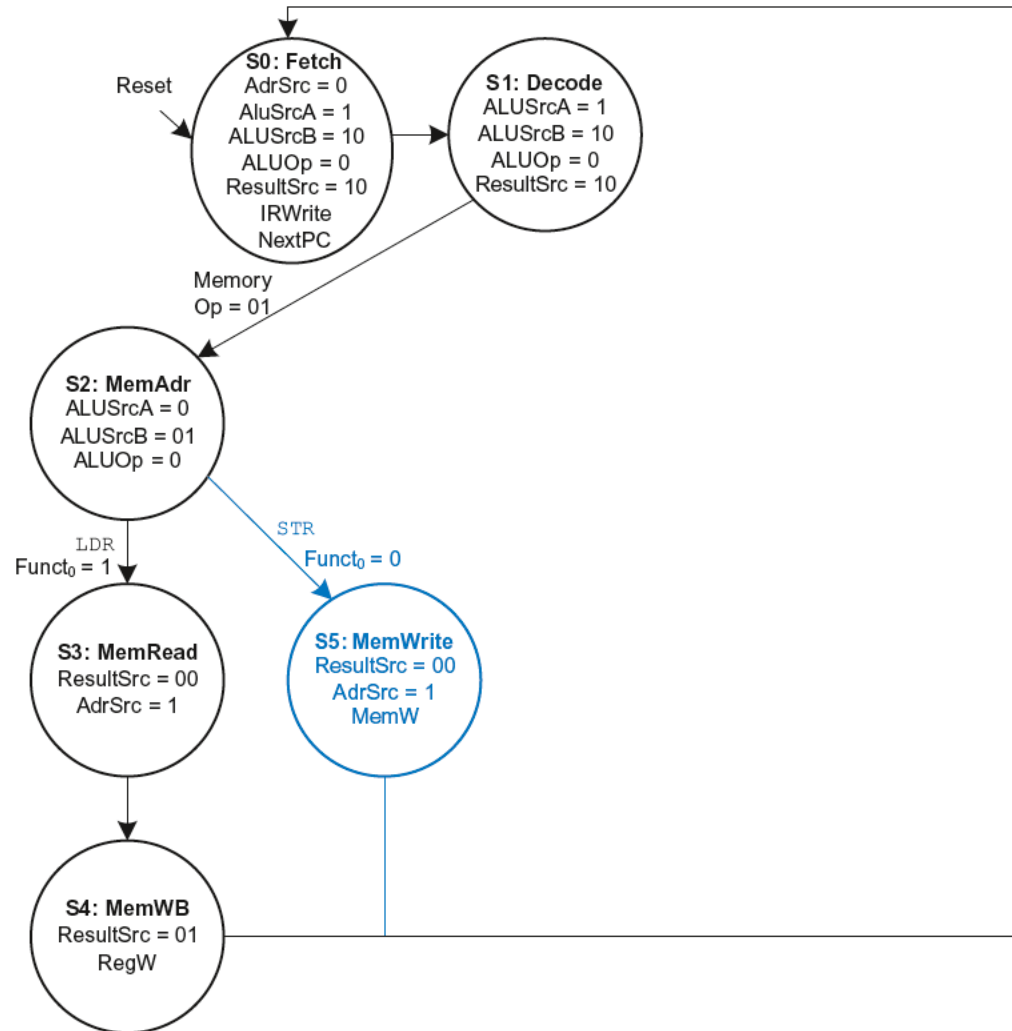 Reset
S0: Fetch
AdrSrc = 0
AluSrcA = 1
ALUSrcB = 10
ALUOp = 0
ResultSrc = 10
IRWrite
NextPC
S1: Decode
ALUSrcA = 1
ALUSrcB = 10
ALUOp = 0
ResultSrc = 10
Memory
Op = 01
S2: MemAdr
ALUSrcA = 0
ALUSrcB = 01
ALUOp = 0
LDR
Funct₀ = 1
STR
Funct₀ = 0
S3: MemRead
ResultSrc = 00
AdrSrc = 1
S5: MemWrite
ResultSrc = 00
AdrSrc = 1
MemW
S4: MemWB
ResultSrc = 01
RegW